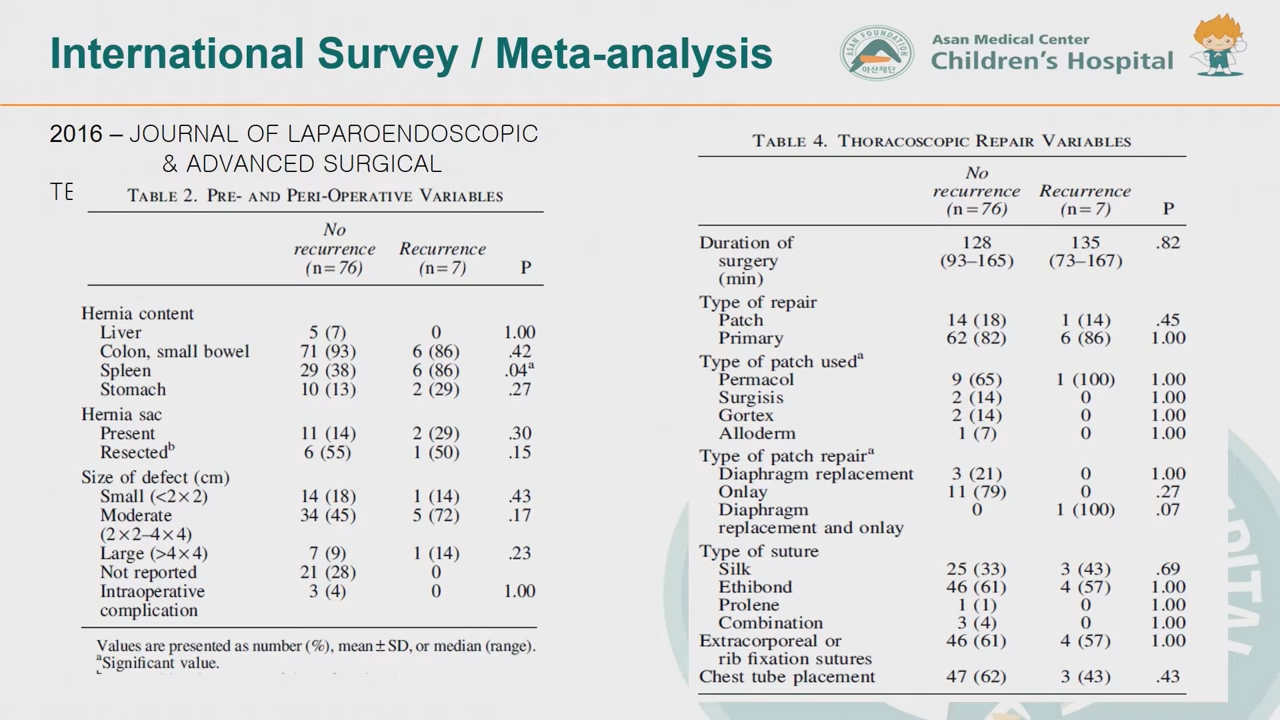 International Survey / Meta-analysis
ASAN FOUNDATION
아산재단
Asan Medical Center
Children's Hospital
2016 – JOURNAL OF LAPAROENDOSCOPIC
& ADVANCED SURGICAL
TE
TABLE 2. PRE- AND PERI-OPERATIVE VARIABLES
No
recurrence Recurrence
(n=76) (n=7) P
Hernia content
Liver 5 (7) 0 1.00
Colon, small bowel 71 (93) 6 (86) .42
Spleen 29 (38) 6 (86) .04a
Stomach 10 (13) 2 (29) .27
Hernia sac
Present 11 (14) 2 (29) .30
Resectedb 6 (55) 1 (50) .15
Size of defect (cm)
Small (<2×2) 14 (18) 1 (14) .43
Moderate 34 (45) 5 (72) .17
(2×2–4×4)
Large (>4×4) 7 (9) 1 (14) .23
Not reported 21 (28) 0
Intraoperative 3 (4) 0 1.00
complication
Values are presented as number (%), mean±SD, or median (range).
aSignificant value.
TABLE 4. THORACOSCOPIC REPAIR VARIABLES
No
recurrence Recurrence
(n=76) (n=7) P
Duration of 128 135 .82
surgery (93–165) (73–167)
(min)
Type of repair
Patch 14 (18) 1 (14) .45
Primary 62 (82) 6 (86) 1.00
Type of patch useda
Permacol 9 (65) 1 (100) 1.00
Surgisis 2 (14) 0 1.00
Gortex 2 (14) 0 1.00
Alloderm 1 (7) 0 1.00
Type of patch repaira
Diaphragm replacement 3 (21) 0 1.00
Onlay 11 (79) 0 .27
Diaphragm 0 1 (100) .07
replacement and onlay
Type of suture
Silk 25 (33) 3 (43) .69
Ethibond 46 (61) 4 (57) 1.00
Prolene 1 (1) 0 1.00
Combination 3 (4) 0 1.00
Extracorporeal or 46 (61) 4 (57) 1.00
rib fixation sutures
Chest tube placement 47 (62) 3 (43) .43